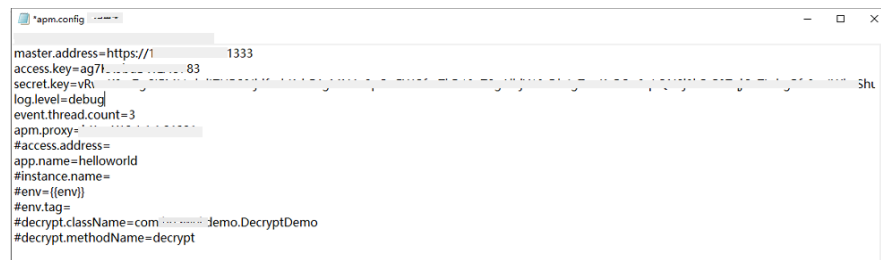 *apm.config
master.address=https://1 1333
access.key=ag7 83
secret.key=vR
log.level=debug
event.thread.count=3
apm.proxy=
#access.address=
app.name=helloworld
#instance.name=
#env={{env}}
#env.tag=
#decrypt.className=com demo.DecryptDemo
#decrypt.methodName=decrypt